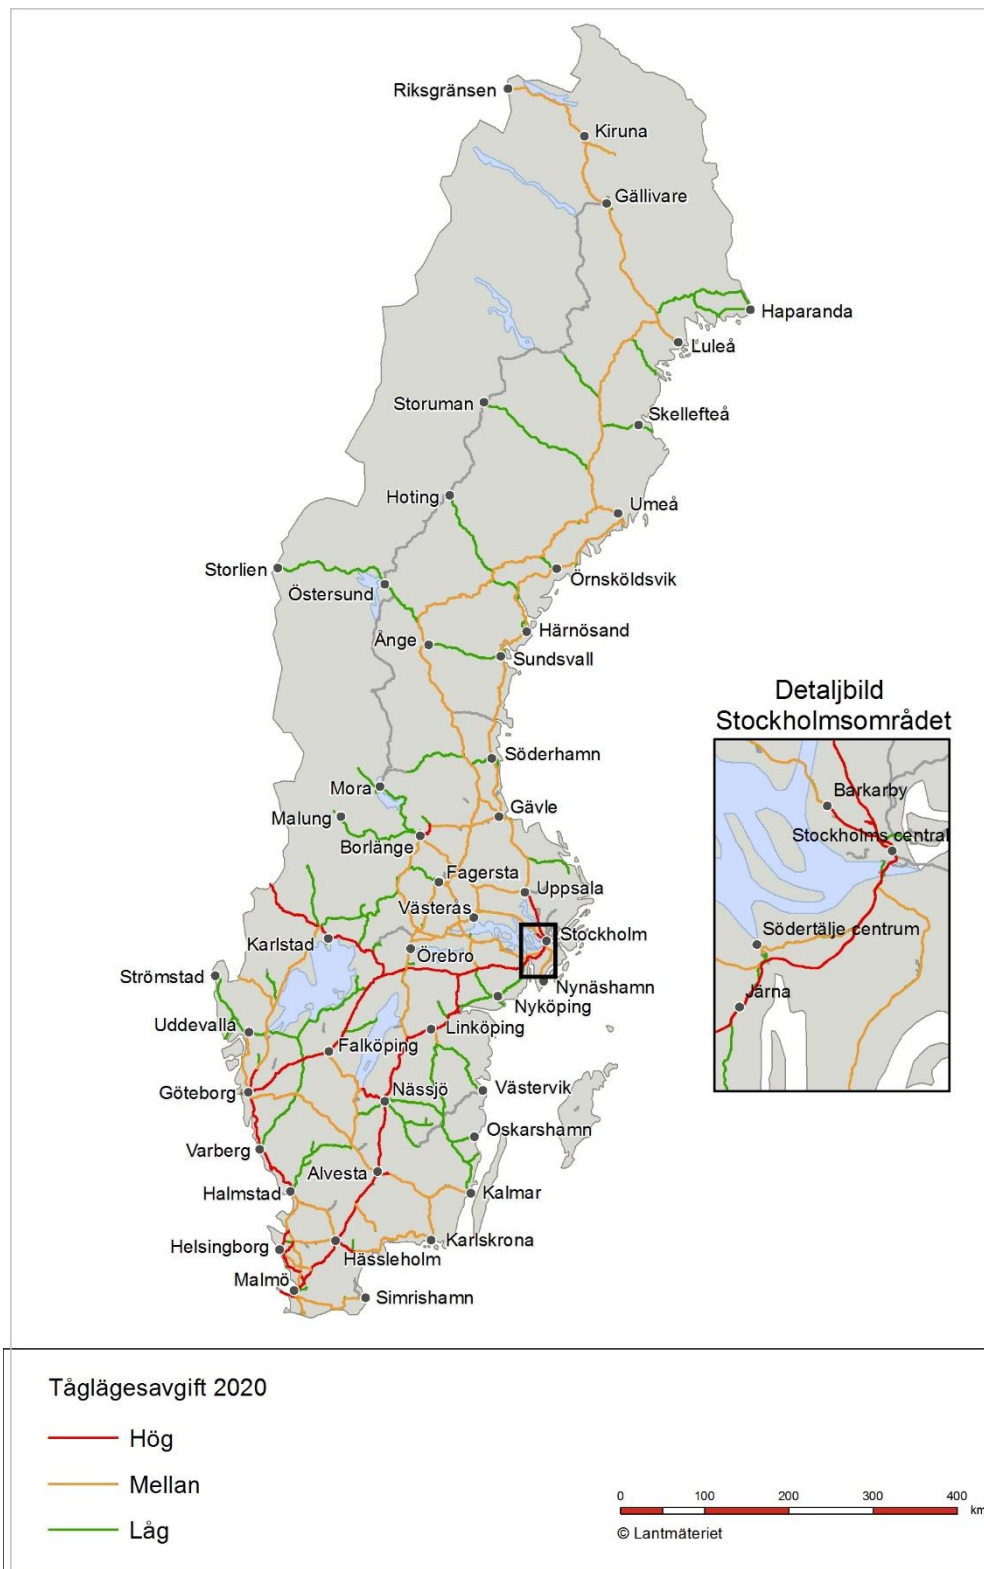 Riksgränsen
Kiruna
Gällivare
Haparanda
Luleå
Storuman
Skellefteå
Hoting
Umeå
Storlien
Örnsköldsvik
Östersund
Härnösand
Ånge
Sundsvall
Detaljbild
Stockholmsområdet
Söderhamn
Mora
Barkarby
Malung
Gävle
Stockholms central
Borlänge
Fagersta
Uppsala
Västerås
Södertälje centrum
Stockholm
Karlstad
Örebro
Strömstad
Nynäshamn
Järna
Nyköping
Uddevalla
Linköping
Falköping
Göteborg
Nässjö
Västervik
Oskarshamn
Varberg
Alvesta
Halmstad
Kalmar
Karlskrona
Helsingborg
Hässleholm
Malmö
Simrishamn
Tåglägesavgift 2020
Hög
Mellan
Låg
0 100 200 300 400
km
© Lantmäteriet